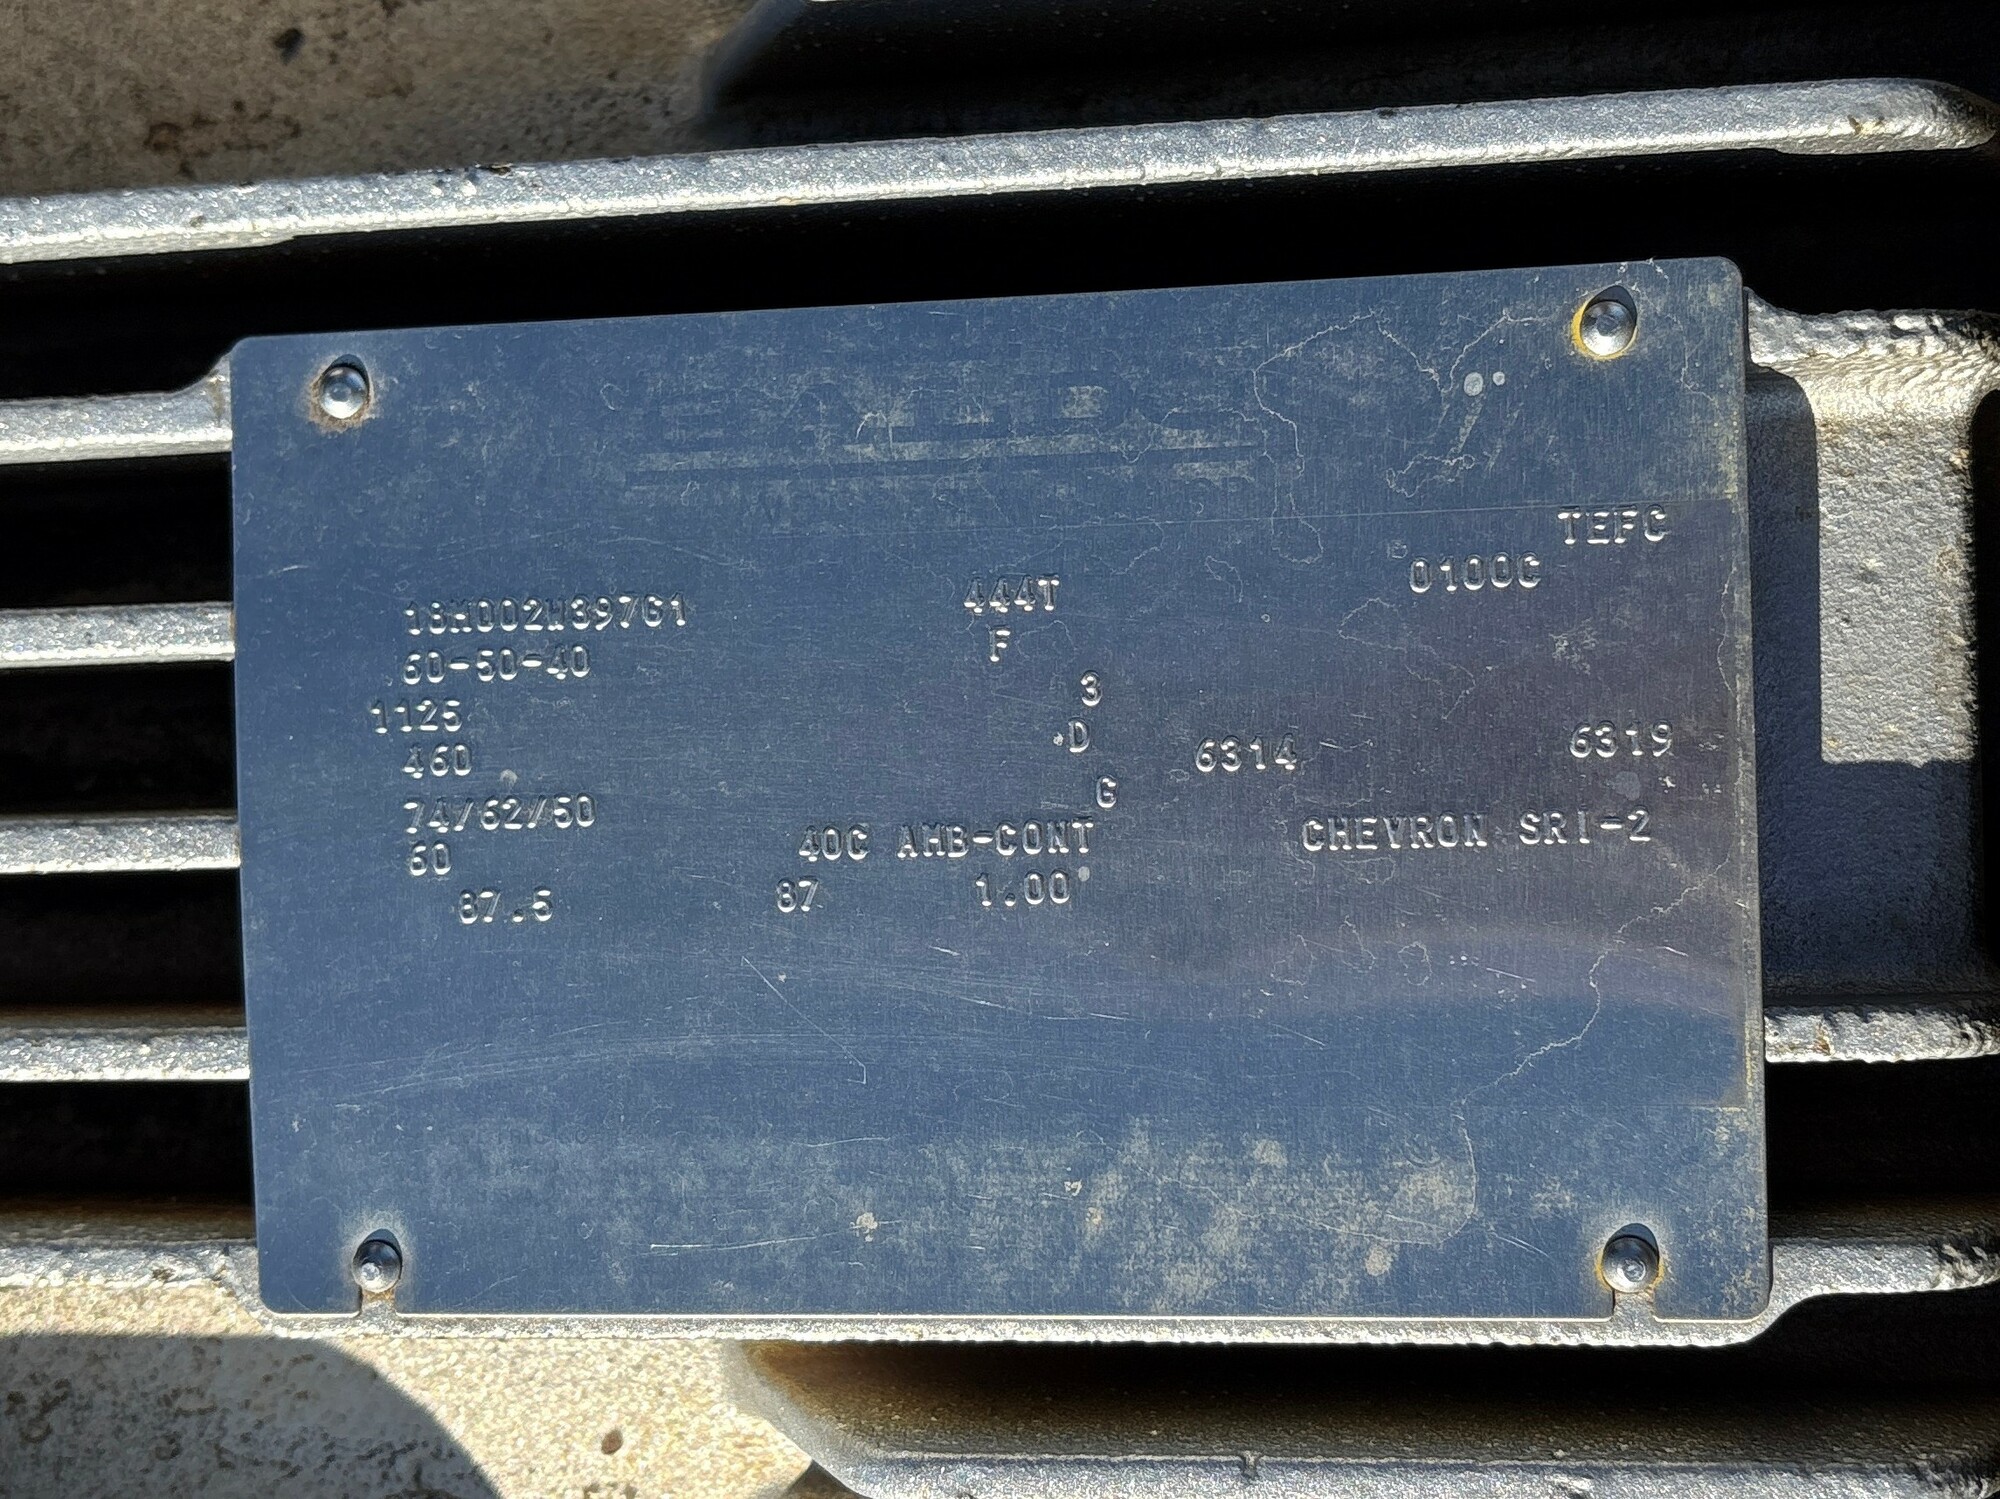 TEFC
18M002W397G1 444T 0100C
60-50-40 F
1125 3
460 D 6314 6319
74/62/50 G
60 40C AMB-CONT CHEVRON SRI-2
87.5 87 1.00